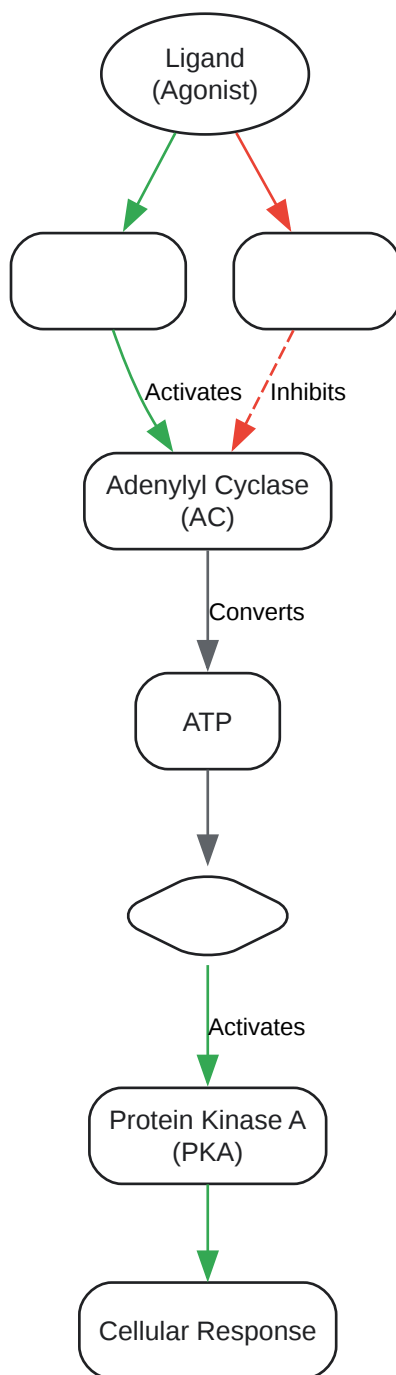 Ligand
(Agonist)
Activates
Inhibits
Adenylyl Cyclase
(AC)
Converts
ATP
Activates
Protein Kinase A
(PKA)
Cellular Response